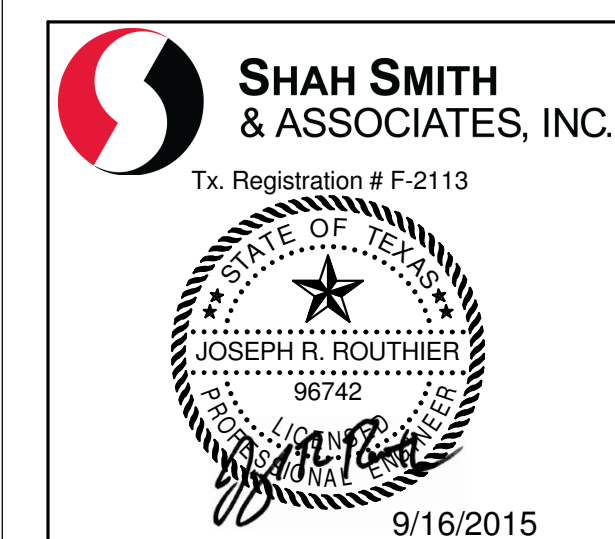 SHAH SMITH
& ASSOCIATES, INC.
Tx. Registration # F-2113
STATE OF TEXAS
JOSEPH R. ROUTHIER
96742
LICENSED
PROFESSIONAL ENGINEER
9/16/2015